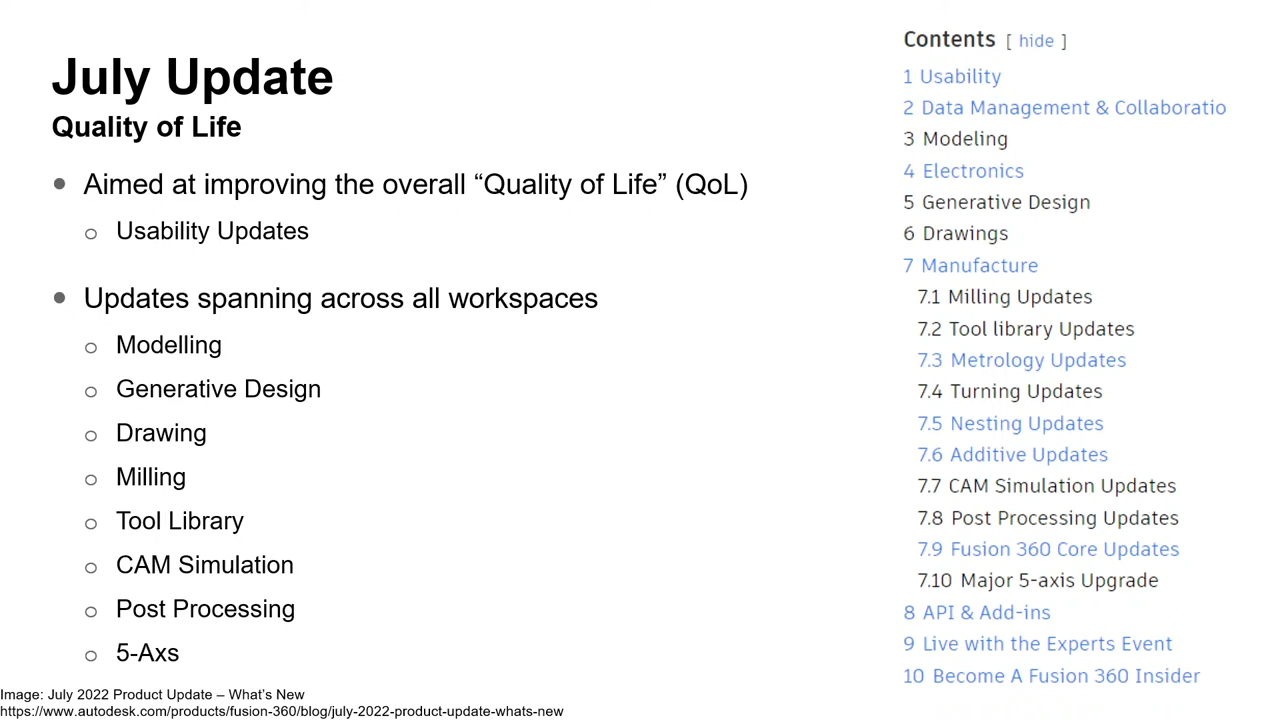 July Update
Quality of Life
• Aimed at improving the overall “Quality of Life” (QoL)
o Usability Updates
• Updates spanning across all workspaces
o Modelling
o Generative Design
o Drawing
o Milling
o Tool Library
o CAM Simulation
o Post Processing
o 5-Axs
Image: July 2022 Product Update – What’s New
https://www.autodesk.com/products/fusion-360/blog/july-2022-product-update-whats-new
Contents [ hide ]
1 Usability
2 Data Management & Collaboratio
3 Modeling
4 Electronics
5 Generative Design
6 Drawings
7 Manufacture
7.1 Milling Updates
7.2 Tool library Updates
7.3 Metrology Updates
7.4 Turning Updates
7.5 Nesting Updates
7.6 Additive Updates
7.7 CAM Simulation Updates
7.8 Post Processing Updates
7.9 Fusion 360 Core Updates
7.10 Major 5-axis Upgrade
8 API & Add-ins
9 Live with the Experts Event
10 Become A Fusion 360 Insider